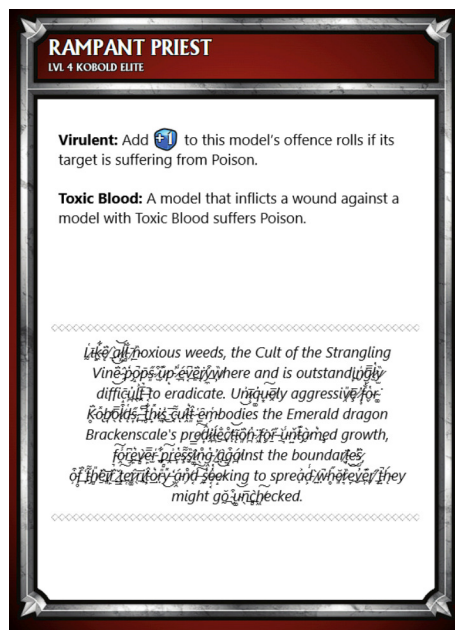 RAMPANT PRIEST
LVL 4 KOBOLD ELITE
Virulent: Add +1 to this model's offence rolls if its
target is suffering from Poison.
Toxic Blood: A model that inflicts a wound against a
model with Toxic Blood suffers Poison.
Like all noxious weeds, the Cult of the Strangling
Vine pops up everywhere and is outstandingly
difficult to eradicate. Uniquely aggressive for
Kobolds, this cult embodies the Emerald dragon
Brackenscale's predilection for untamed growth,
forever pressing against the boundaries
of their territory and seeking to spread wherever they
might go unchecked.